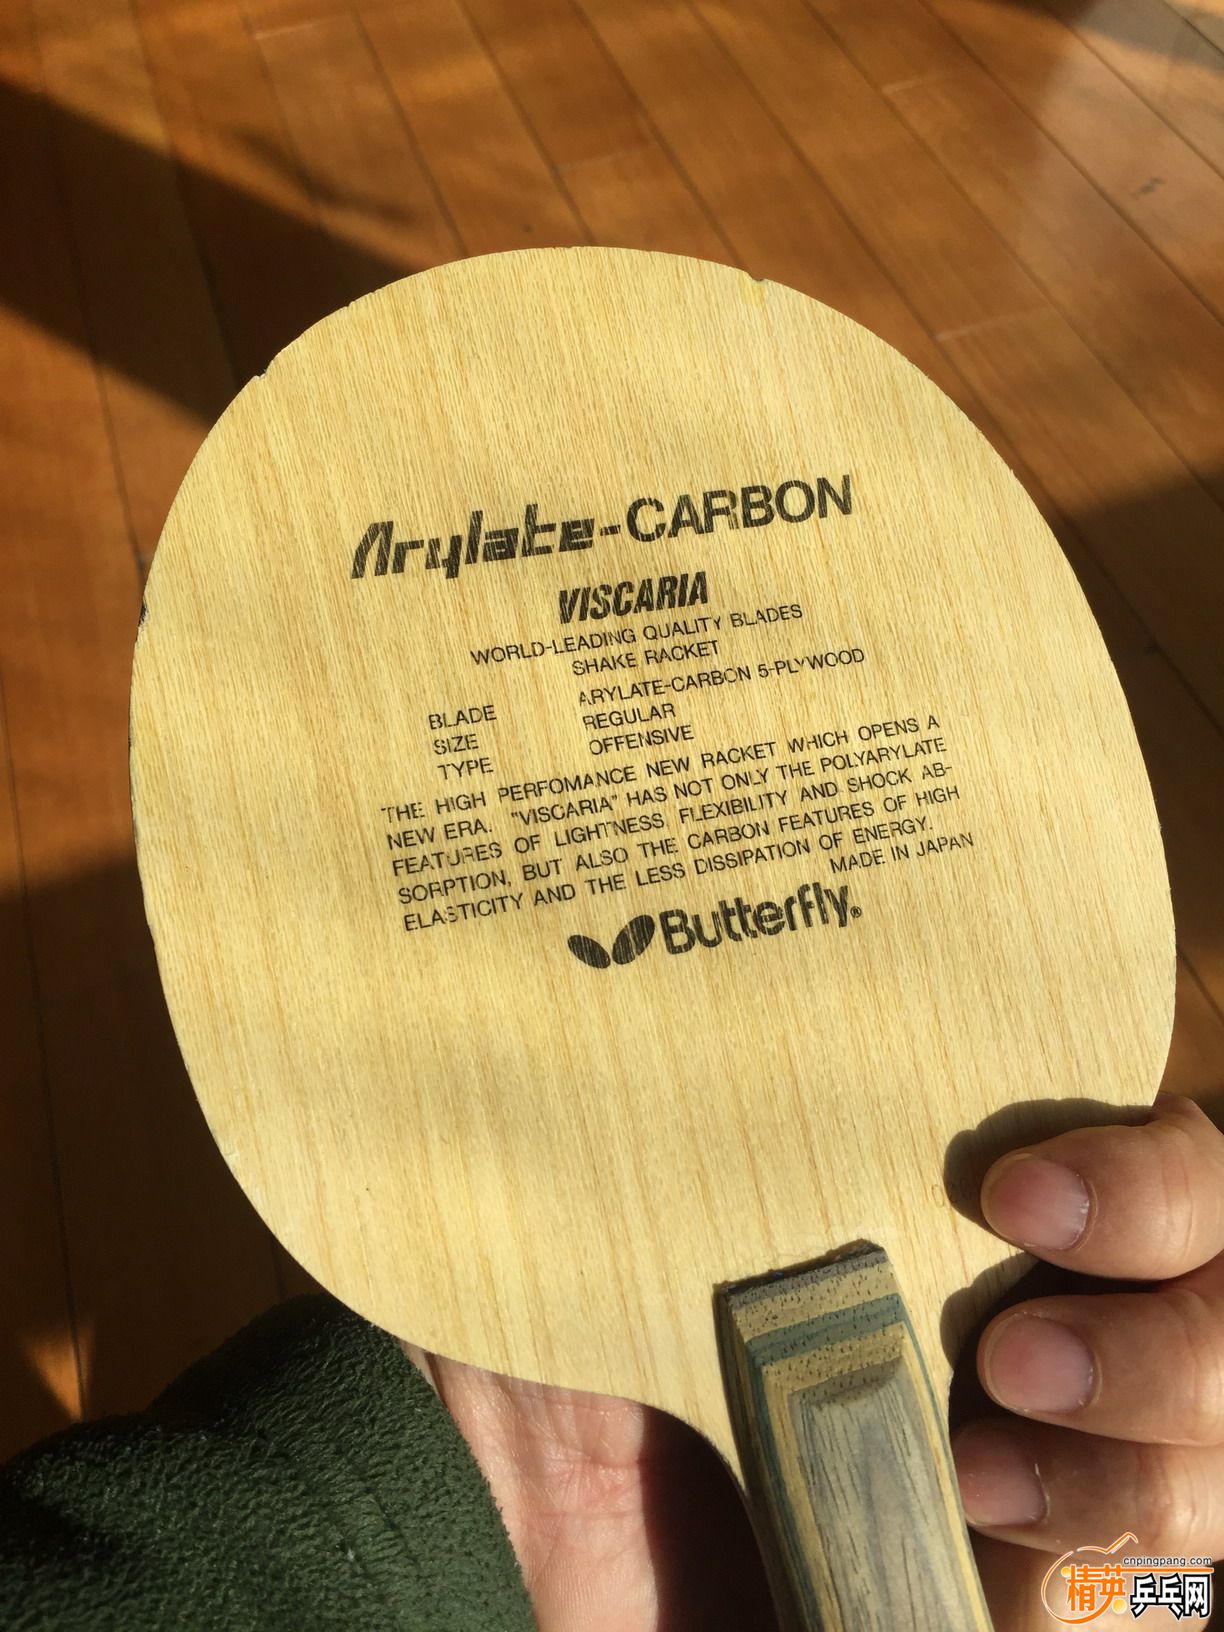 Arylate-CARBON
VISCARIA
WORLD-LEADING QUALITY BLADES
SHAKE RACKET
BLADE ARYLATE-CARBON 5-PLYWOOD
SIZE REGULAR
TYPE OFFENSIVE
THE HIGH PERFOMANCE NEW RACKET WHICH OPENS A
NEW ERA. "VISCARIA" HAS NOT ONLY THE POLYARYLATE
FEATURES OF LIGHTNESS, FLEXIBILITY AND SHOCK AB-
SORPTION, BUT ALSO THE CARBON FEATURES OF HIGH
ELASTICITY AND THE LESS DISSIPATION OF ENERGY.
MADE IN JAPAN
Butterfly®
cnpingpang.com
精英乒乓网